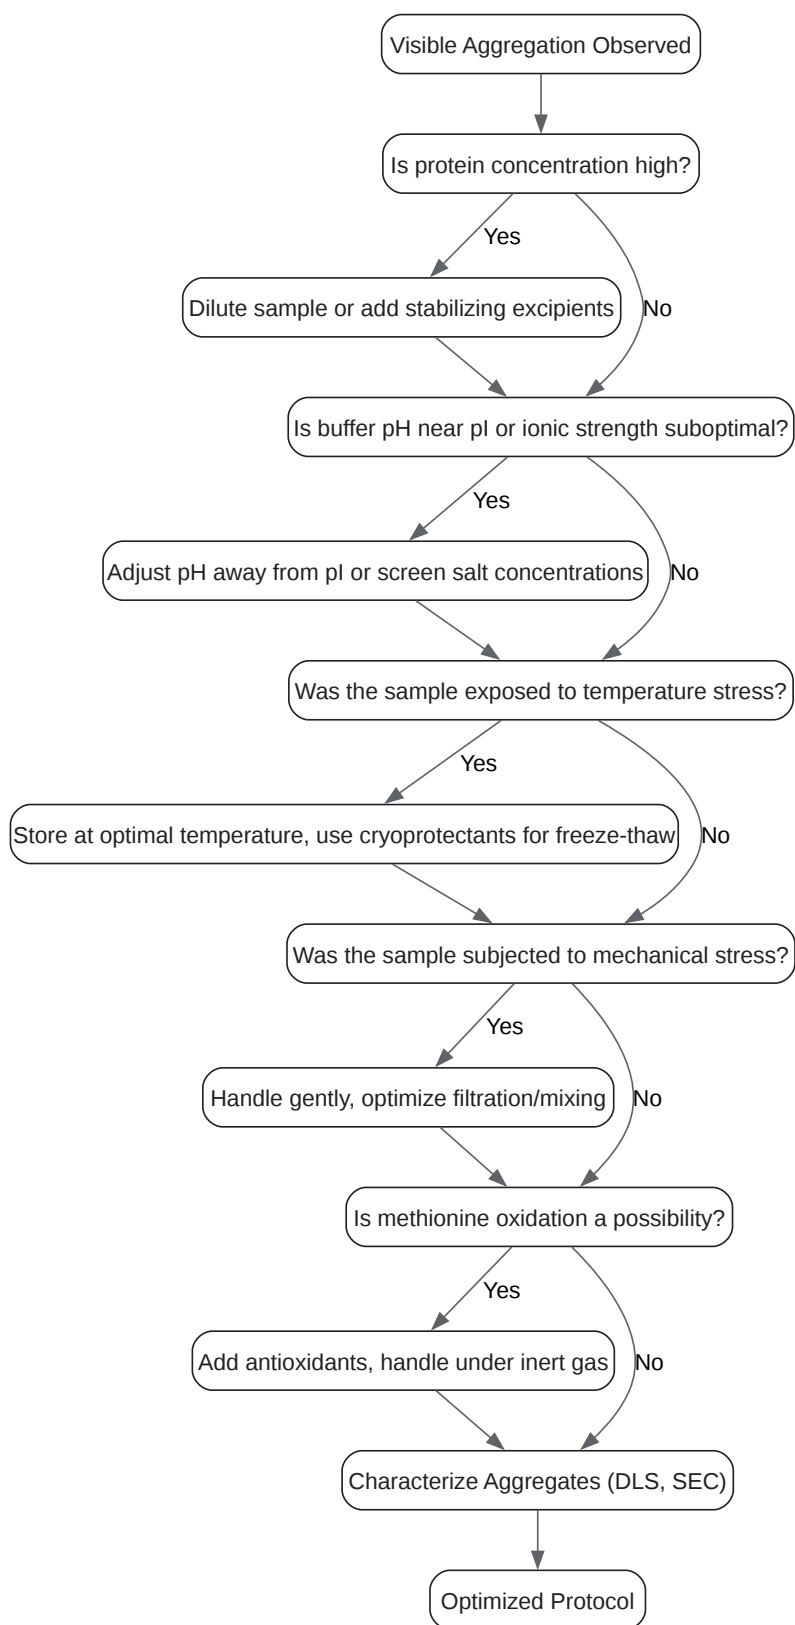 Visible Aggregation Observed
Is protein concentration high?
Yes
Dilute sample or add stabilizing excipients
No
Is buffer pH near pI or ionic strength suboptimal?
Yes
Adjust pH away from pI or screen salt concentrations
No
Was the sample exposed to temperature stress?
Yes
Store at optimal temperature, use cryoprotectants for freeze-thaw
No
Was the sample subjected to mechanical stress?
Yes
Handle gently, optimize filtration/mixing
No
Is methionine oxidation a possibility?
Yes
Add antioxidants, handle under inert gas
No
Characterize Aggregates (DLS, SEC)
Optimized Protocol